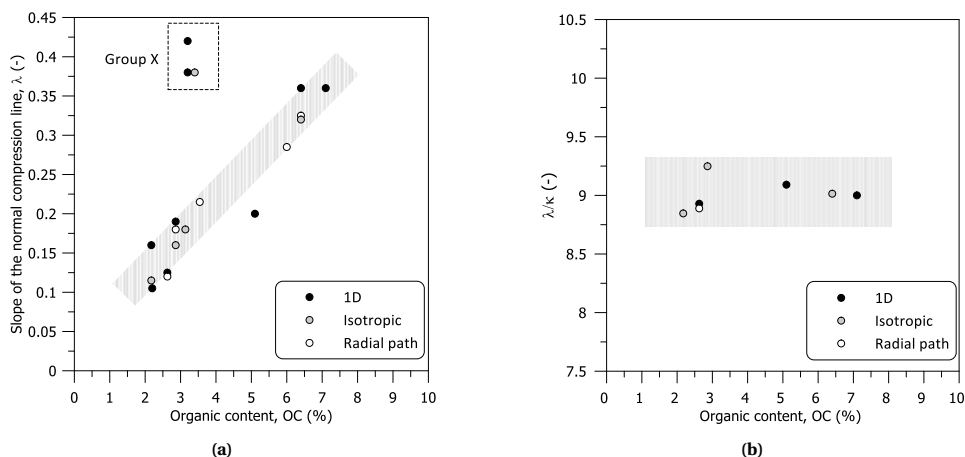 0.45
0.4
0.35
0.3
0.25
0.2
0.15
0.1
0.05
0
Slope of the normal compression line, λ (-)
Group X
1D
Isotropic
Radial path
0 1 2 3 4 5 6 7 8 9 10
Organic content, OC (%)
(a)
10.5
10
9.5
9
8.5
8
7.5
λ/κ (-)
1D
Isotropic
Radial path
0 1 2 3 4 5 6 7 8 9 10
Organic content, OC (%)
(b)